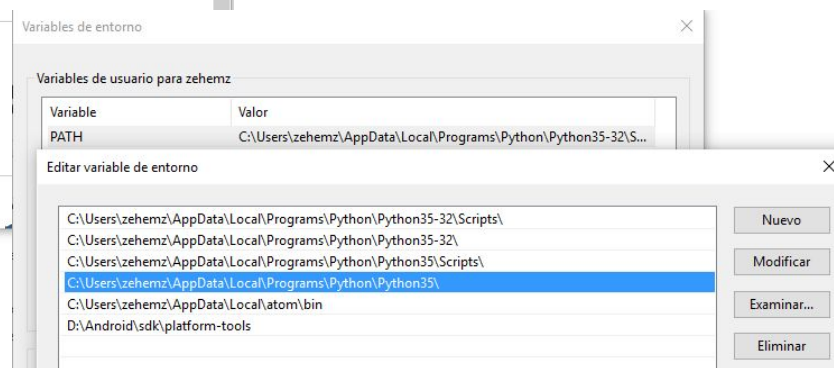 Variables de entorno
Variables de usuario para zehemz
Variable Valor
PATH C:\Users\zehemz\AppData\Local\Programs\Python\Python35-32\S...
Editar variable de entorno
C:\Users\zehemz\AppData\Local\Programs\Python\Python35-32\Scripts\ Nuevo
C:\Users\zehemz\AppData\Local\Programs\Python\Python35-32\
C:\Users\zehemz\AppData\Local\Programs\Python\Python35\Scripts\ Modificar
C:\Users\zehemz\AppData\Local\Programs\Python\Python35\
C:\Users\zehemz\AppData\Local\atom\bin Examinar...
D:\Android\sdk\platform-tools
Eliminar